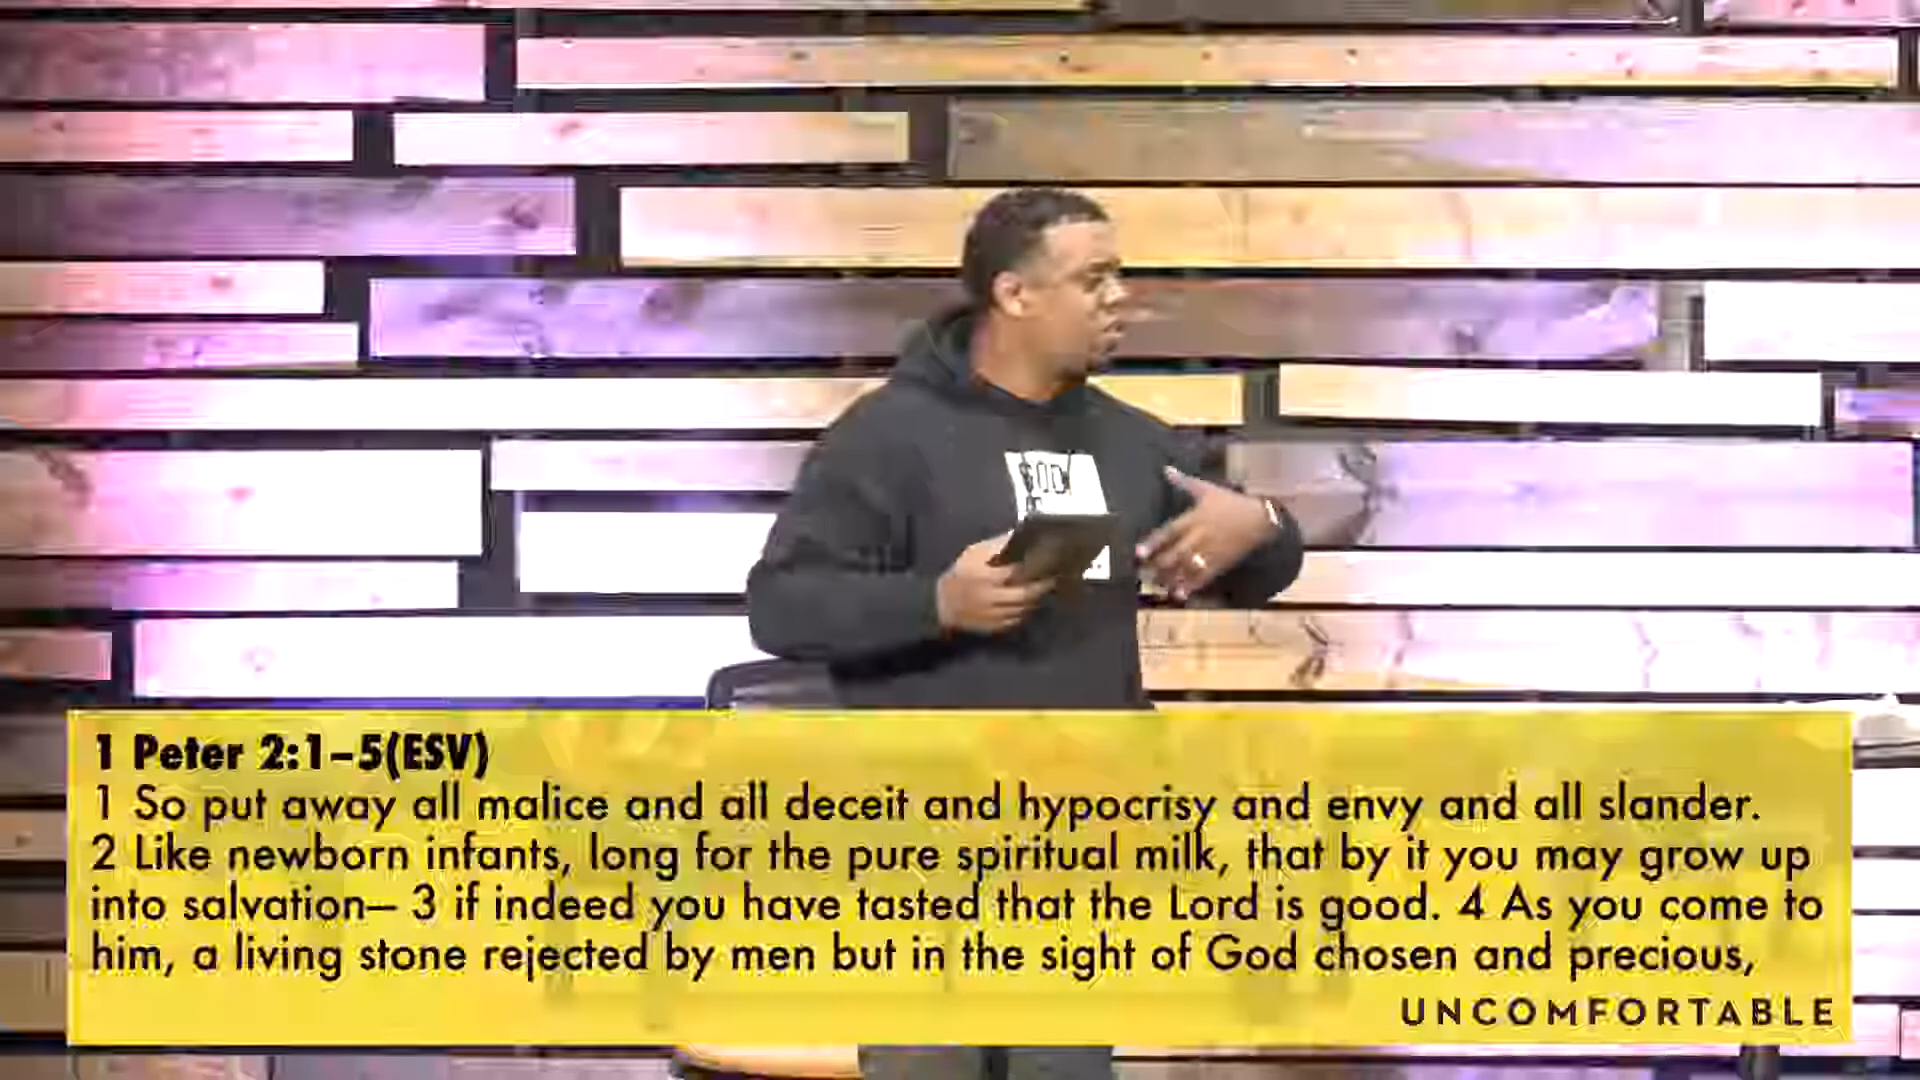 GOD
1 Peter 2:1–5(ESV)
1 So put away all malice and all deceit and hypocrisy and envy and all slander.
2 Like newborn infants, long for the pure spiritual milk, that by it you may grow up
into salvation— 3 if indeed you have tasted that the Lord is good. 4 As you come to
him, a living stone rejected by men but in the sight of God chosen and precious,
UNCOMFORTABLE